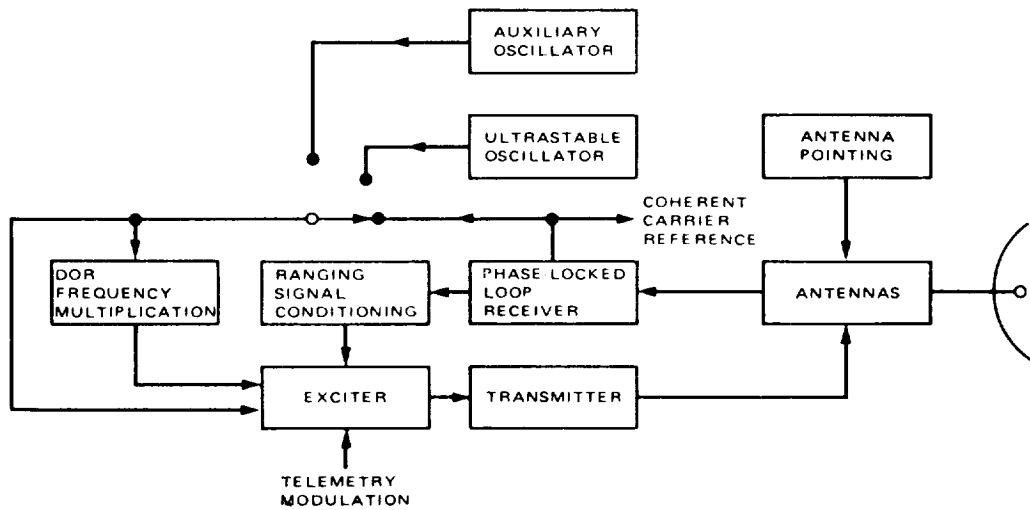 AUXILIARY
OSCILLATOR
ULTRASTABLE
OSCILLATOR
ANTENNA
POINTING
COHERENT
CARRIER
REFERENCE
DOR
FREQUENCY
MULTIPLICATION
RANGING
SIGNAL
CONDITIONING
PHASE-LOCKED
LOOP
RECEIVER
ANTENNAS
EXCITER
TRANSMITTER
TELEMETRY
MODULATION